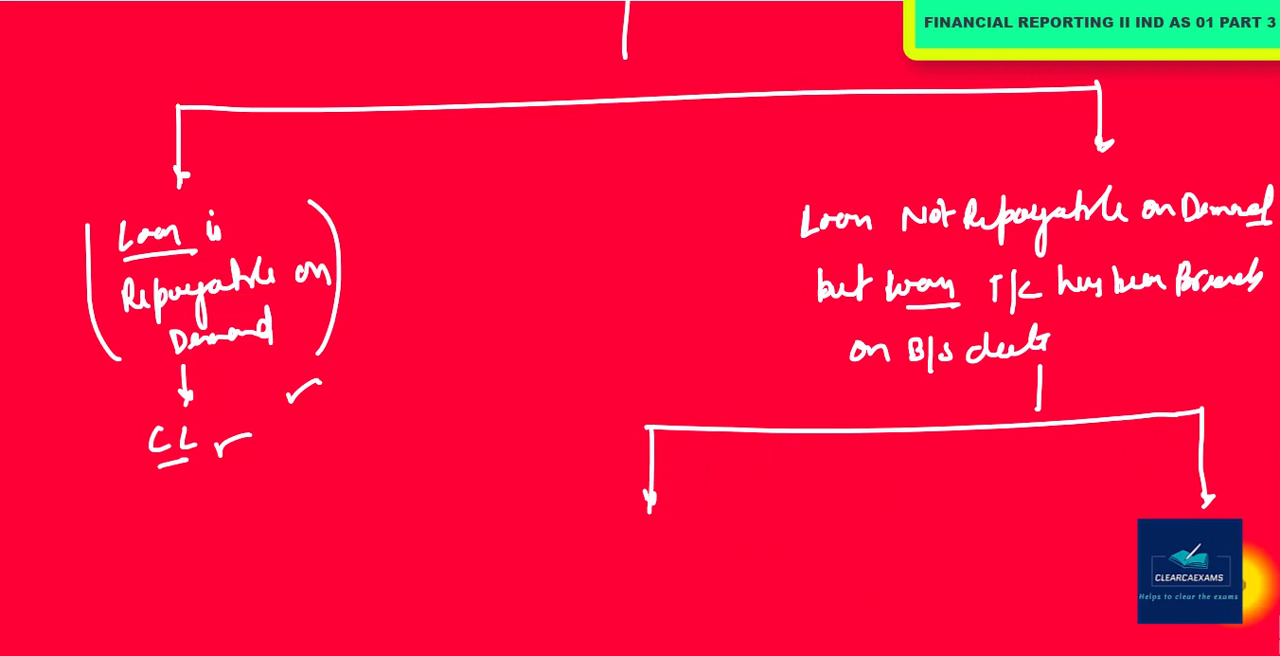 FINANCIAL REPORTING II IND AS 01 PART 3
Loan is
Repayable on
Demand
CL
Loan Not Repayable on Demand
but Loan T/C has been Breach
on B/S date
CLEARCAEXAMS
Helps to clear the exams